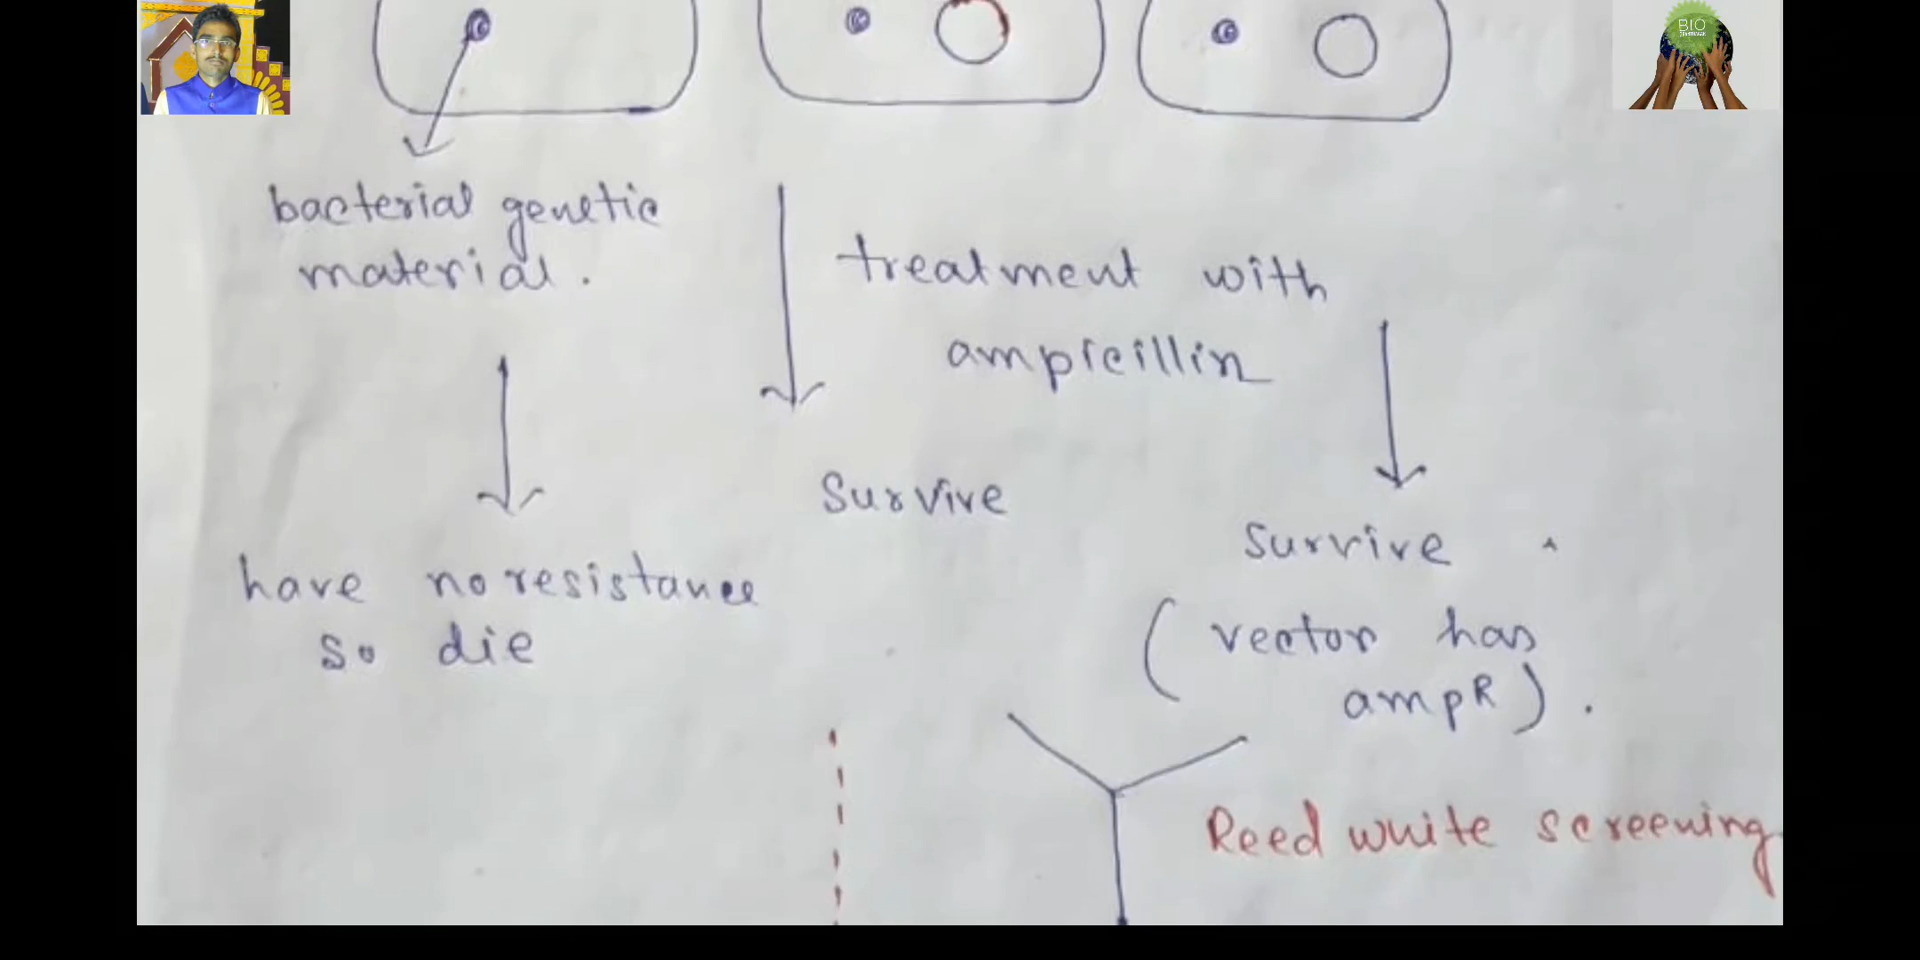 BIO
bacterial genetic
material.
treatment with
ampicillin
Survive
survive
have no resistance
so die
(vector has
ampR).
Reed white screening